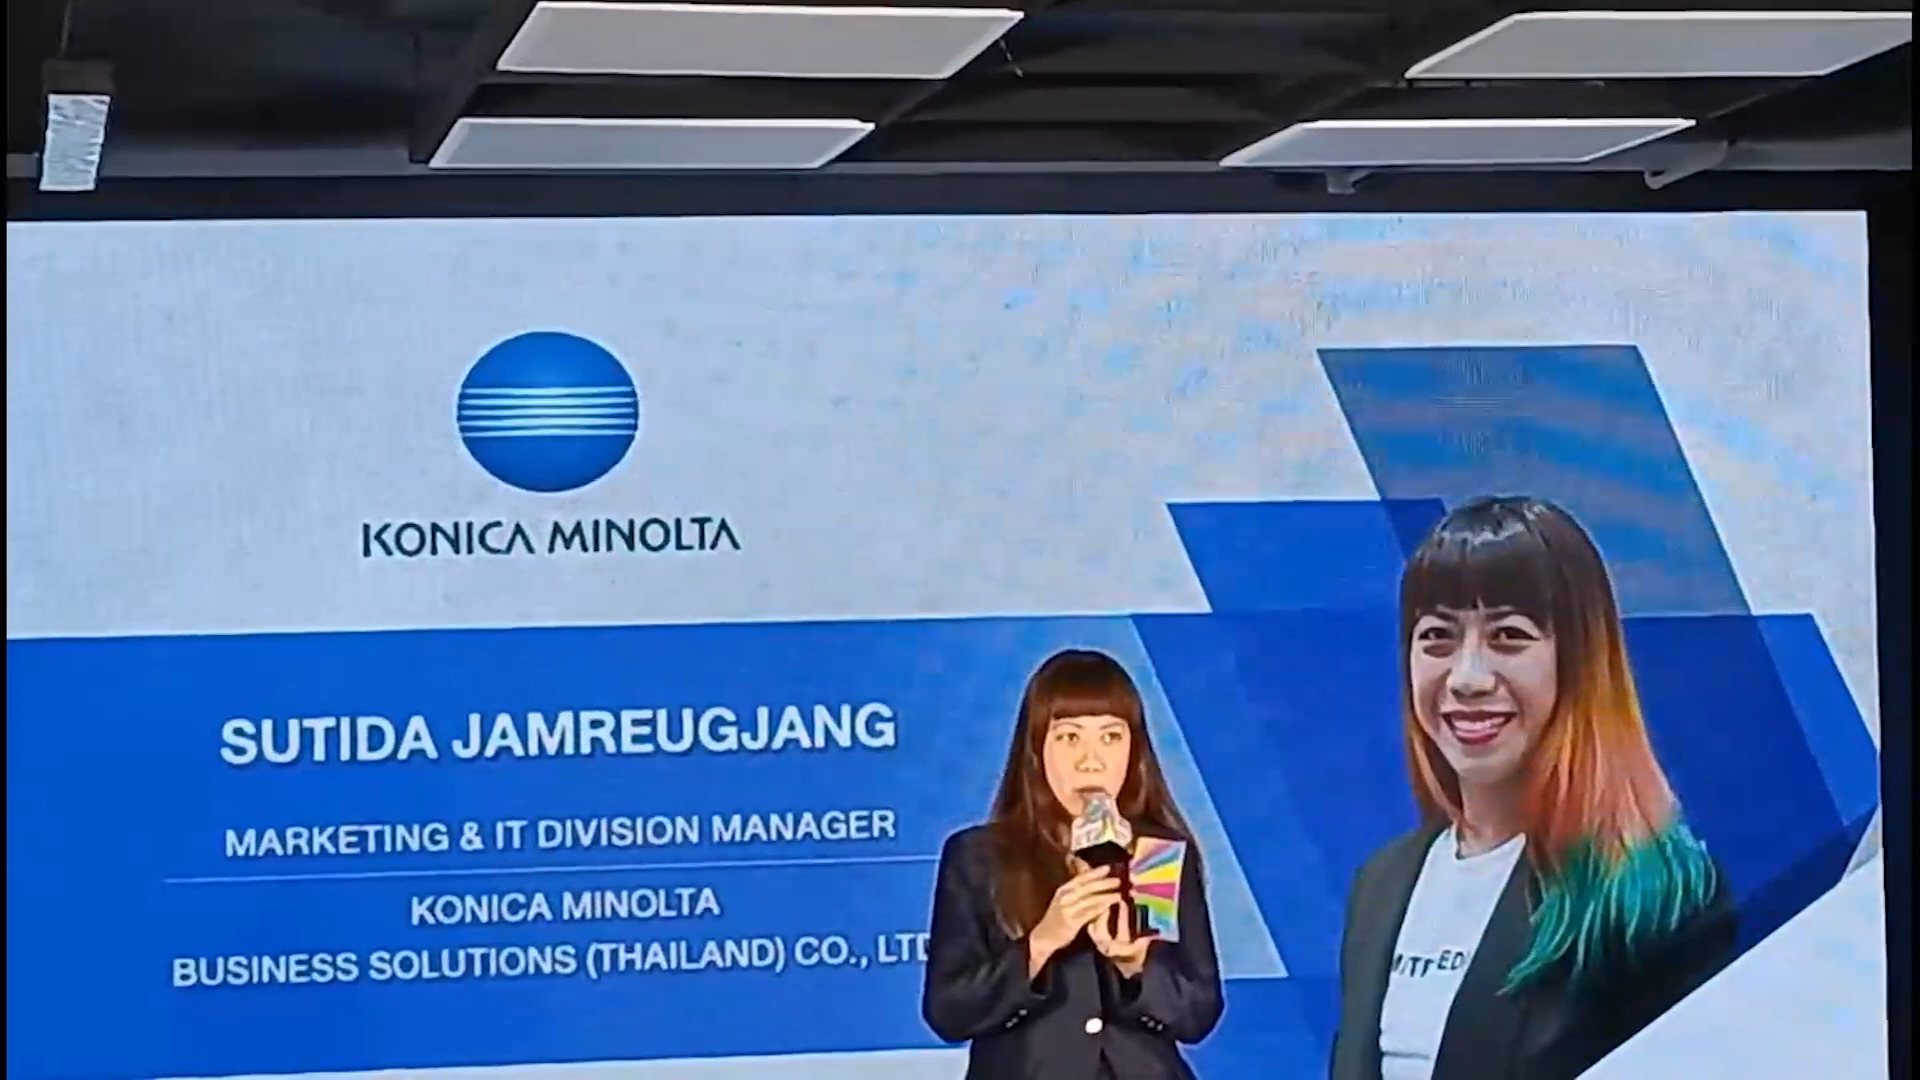 KONICA MINOLTA
SUTIDA JAMREUGJANG
MARKETING & IT DIVISION MANAGER
KONICA MINOLTA
BUSINESS SOLUTIONS (THAILAND) CO., LTD